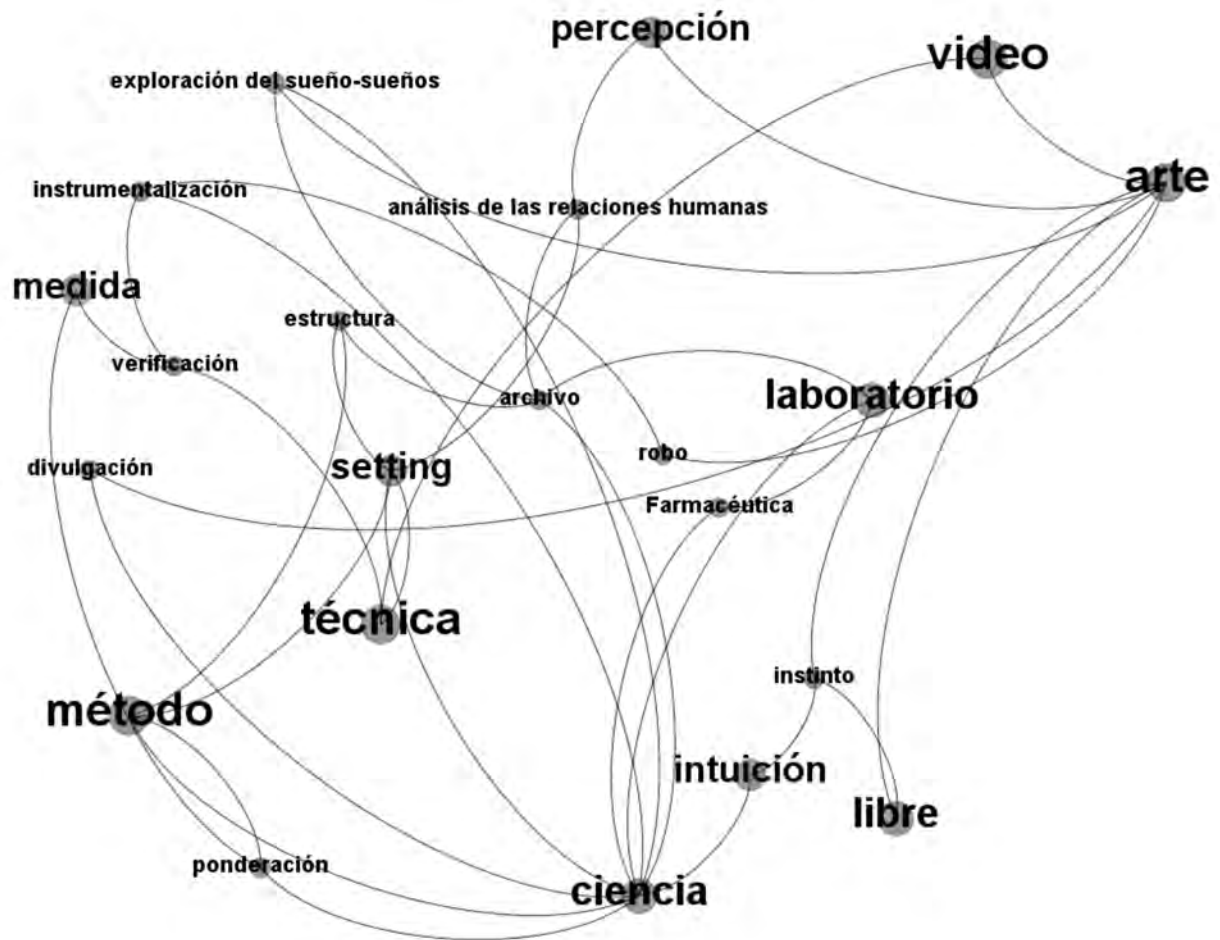 percepción
video
exploración del sueño-sueños
arte
instrumentalización
análisis de las relaciones humanas
medida
estructura
verificación
archivo
laboratorio
robo
divulgación
setting
Farmacéutica
técnica
instinto
método
intuición
libre
ponderación
ciencia